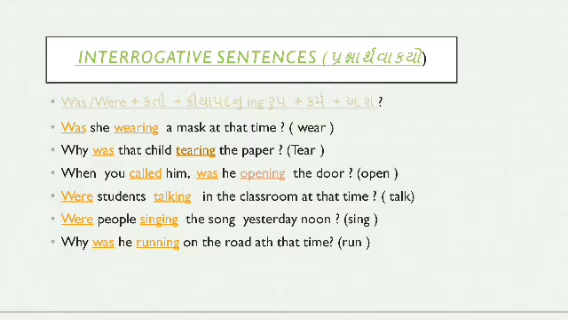 INTERROGATIVE SENTENCES ( પ્રશ્નાર્થવાકયો)
Was /Were + કર્તા + ક્રીયાપદનુ ing રૂપ + કર્મ + અ. શ ?
Was she wearing a mask at that time ? ( wear )
Why was that child tearing the paper ? (Tear )
When you called him, was he opening the door ? (open )
Were students talking in the classroom at that time ? ( talk)
Were people singing the song yesterday noon ? (sing )
Why was he running on the road ath that time? (run )